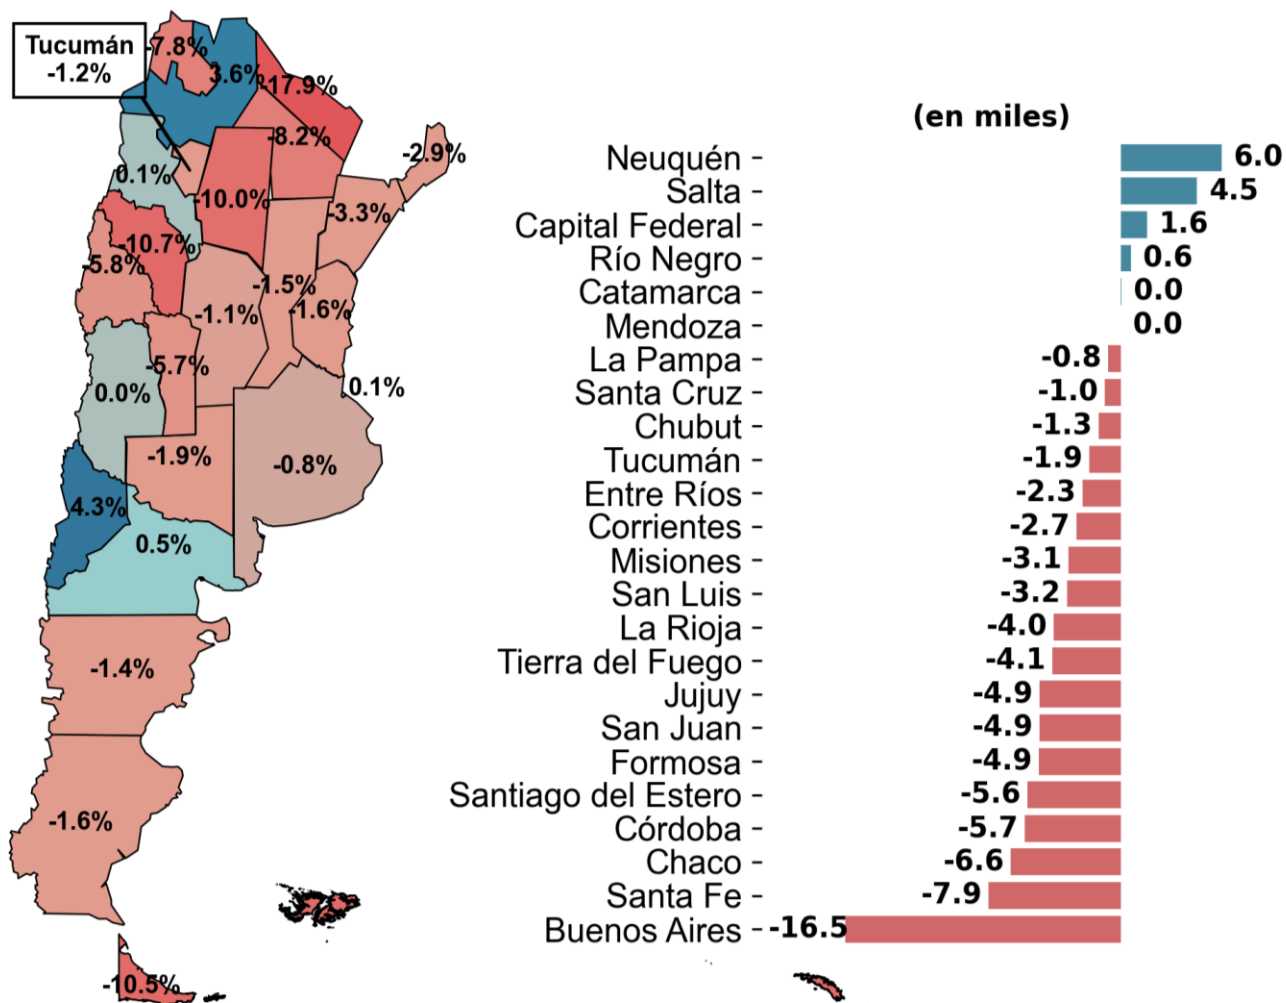 Tucumán
-1.2%
-7.8%
3.6%
-17.9%
-8.2%
-2.9%
0.1%
-10.0%
-3.3%
-10.7%
-5.8%
-1.5%
-1.6%
-1.1%
-5.7%
0.0%
0.1%
-1.9%
-0.8%
4.3%
0.5%
-1.4%
-1.6%
-10.5%
(en miles)
Neuquén - 6.0
Salta - 4.5
Capital Federal - 1.6
Río Negro - 0.6
Catamarca - 0.0
Mendoza - 0.0
La Pampa - -0.8
Santa Cruz - -1.0
Chubut - -1.3
Tucumán - -1.9
Entre Ríos - -2.3
Corrientes - -2.7
Misiones - -3.1
San Luis - -3.2
La Rioja - -4.0
Tierra del Fuego - -4.1
Jujuy - -4.9
San Juan - -4.9
Formosa - -4.9
Santiago del Estero - -5.6
Córdoba - -5.7
Chaco - -6.6
Santa Fe - -7.9
Buenos Aires - -16.5